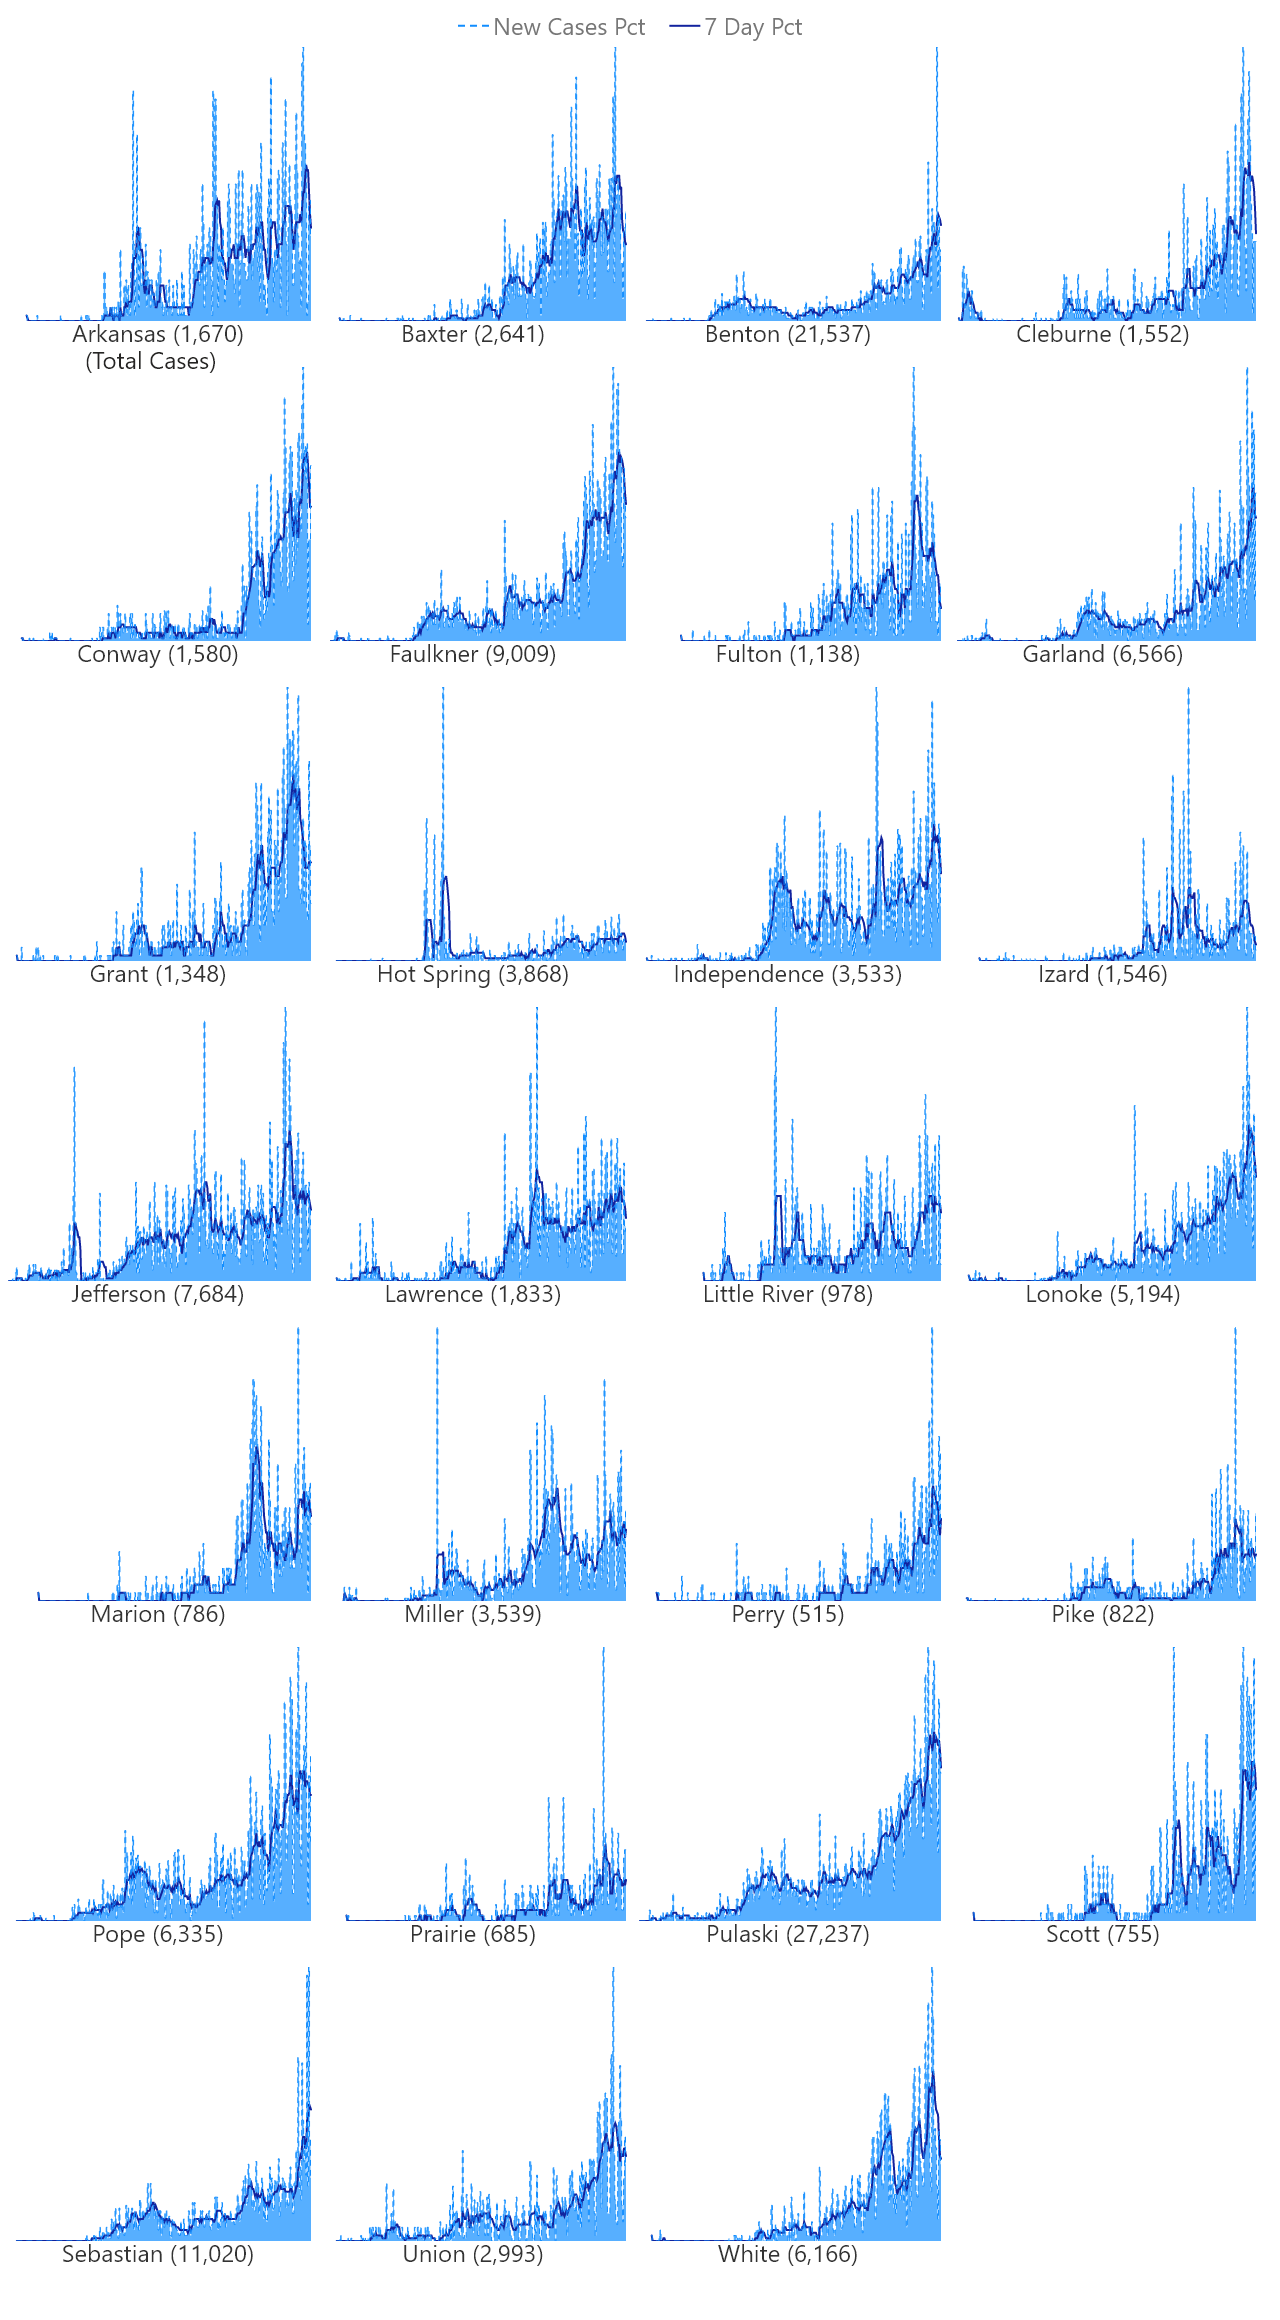 New Cases Pct 7 Day Pct
Arkansas (1,670) Baxter (2,641) Benton (21,537) Cleburne (1,552)
(Total Cases)
Conway (1,580) Faulkner (9,009) Fulton (1,138) Garland (6,566)
Grant (1,348) Hot Spring (3,868) Independence (3,533) Izard (1,546)
Jefferson (7,684) Lawrence (1,833) Little River (978) Lonoke (5,194)
Marion (786) Miller (3,539) Perry (515) Pike (822)
Pope (6,335) Prairie (685) Pulaski (27,237) Scott (755)
Sebastian (11,020) Union (2,993) White (6,166)